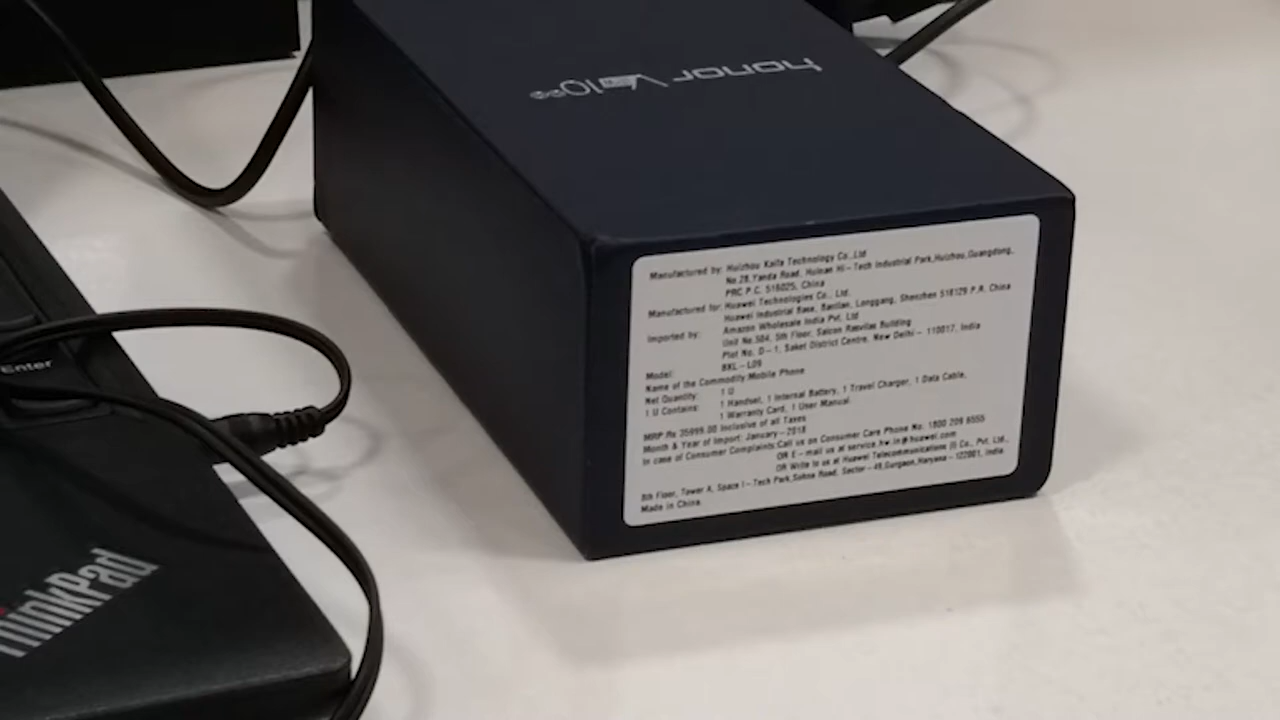 honor
Manufactured by: Huizhou Kaifa Technology Co.,Ltd
No.28,Yanda Road, Huinan Hi-Tech Industrial Park,Huizhou,Guangdong,
PRC P.C. 516025, China
Manufactured for: Huawei Technologies Co., Ltd.
Huawei Industrial Base, Bantian, Longgang, Shenzhen 518129 P.R. China
Imported by: Amazon Wholesale India Pvt. Ltd
Unit No.504, 5th Floor, Salcon Rasvilas Building
Plot No. D-1, Saket District Centre, New Delhi - 110017, India
Model: BKL-L09
Name of the Commodity:Mobile Phone
Net Quantity: 1 U
1 U Contains: 1 Handset, 1 Internal Battery, 1 Travel Charger, 1 Data Cable,
1 Warranty Card, 1 User Manual
MRP:Rs 35999.00 Inclusive of all Taxes
Month & Year of Import: January-2018
In case of Consumer Complaints:Call us on Consumer Care Phone No: 1800 209 6555
OR E-mail us at service.hw.in@huawei.com
OR Write to us at Huawei Telecommunications (I) Co., Pvt. Ltd.,
8th Floor, Tower A, Space I-Tech Park,Sohna Road, Sector-49,Gurgaon,Haryana-122001, India
Made in China
Enter
ThinkPad